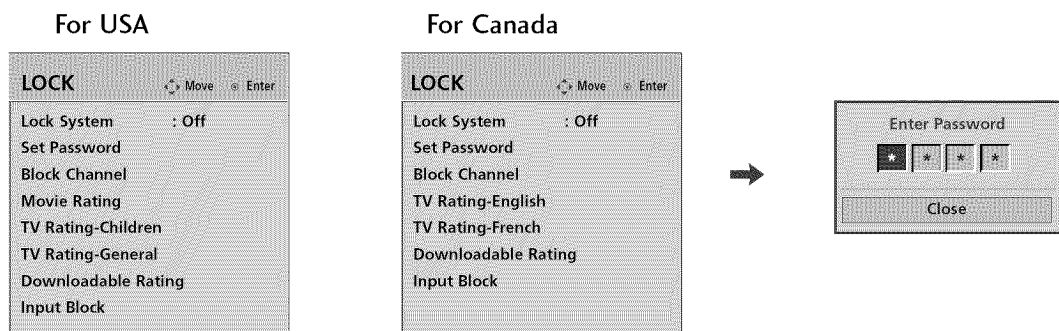 For USA
LOCK Move Enter
Lock System : Off
Set Password
Block Channel
Movie Rating
TV Rating-Children
TV Rating-General
Downloadable Rating
Input Block
For Canada
LOCK Move Enter
Lock System : Off
Set Password
Block Channel
TV Rating-English
TV Rating-French
Downloadable Rating
Input Block
Enter Password
* * * *
Close